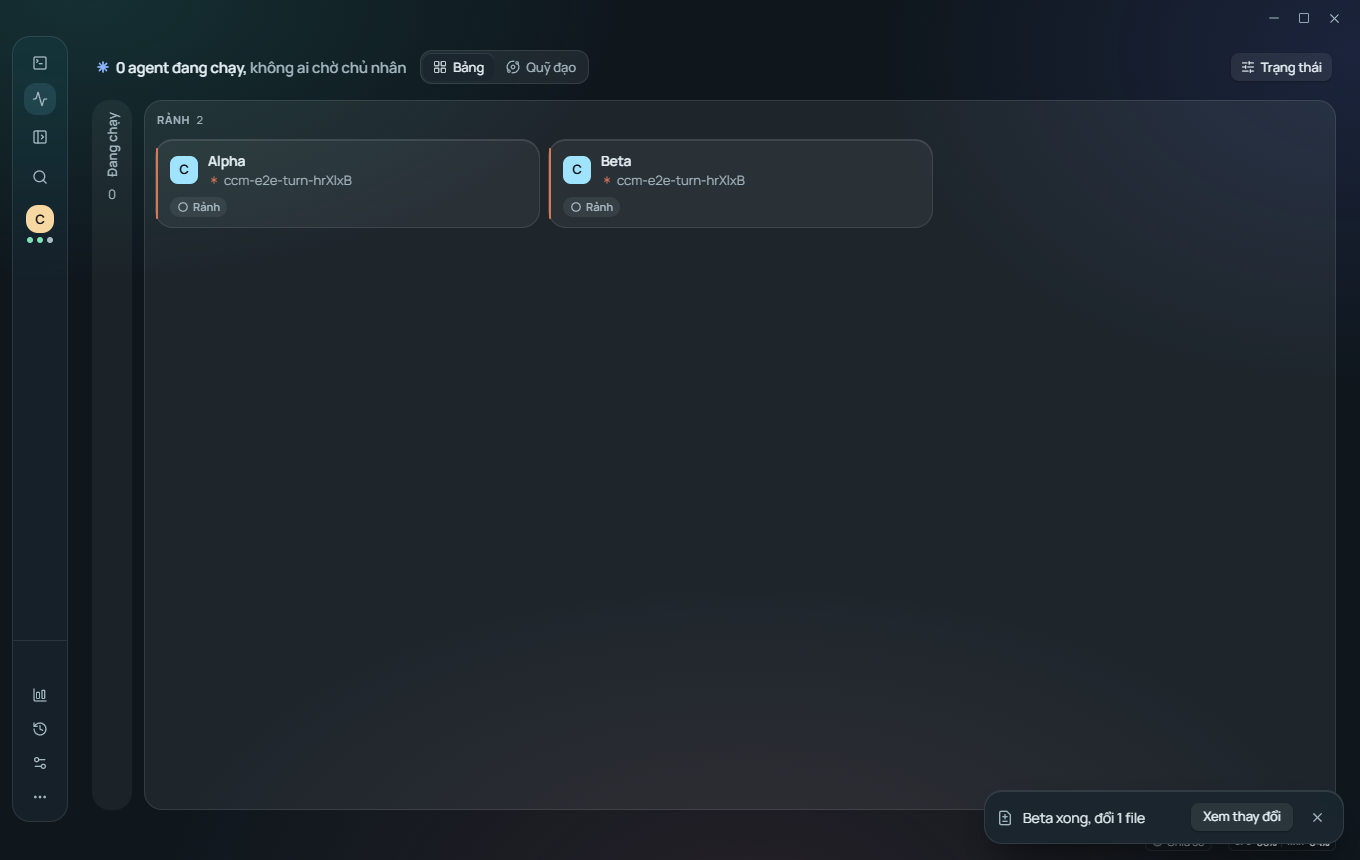 0 agent đang chạy, không ai chờ chủ nhân
Bảng
Quỹ đạo
Trạng thái
Đang chạy
0
RẢNH 2
C
Alpha
ccm-e2e-turn-hrXlxB
Rảnh
C
Beta
ccm-e2e-turn-hrXlxB
Rảnh
C
Beta xong, đổi 1 file
Xem thay đổi